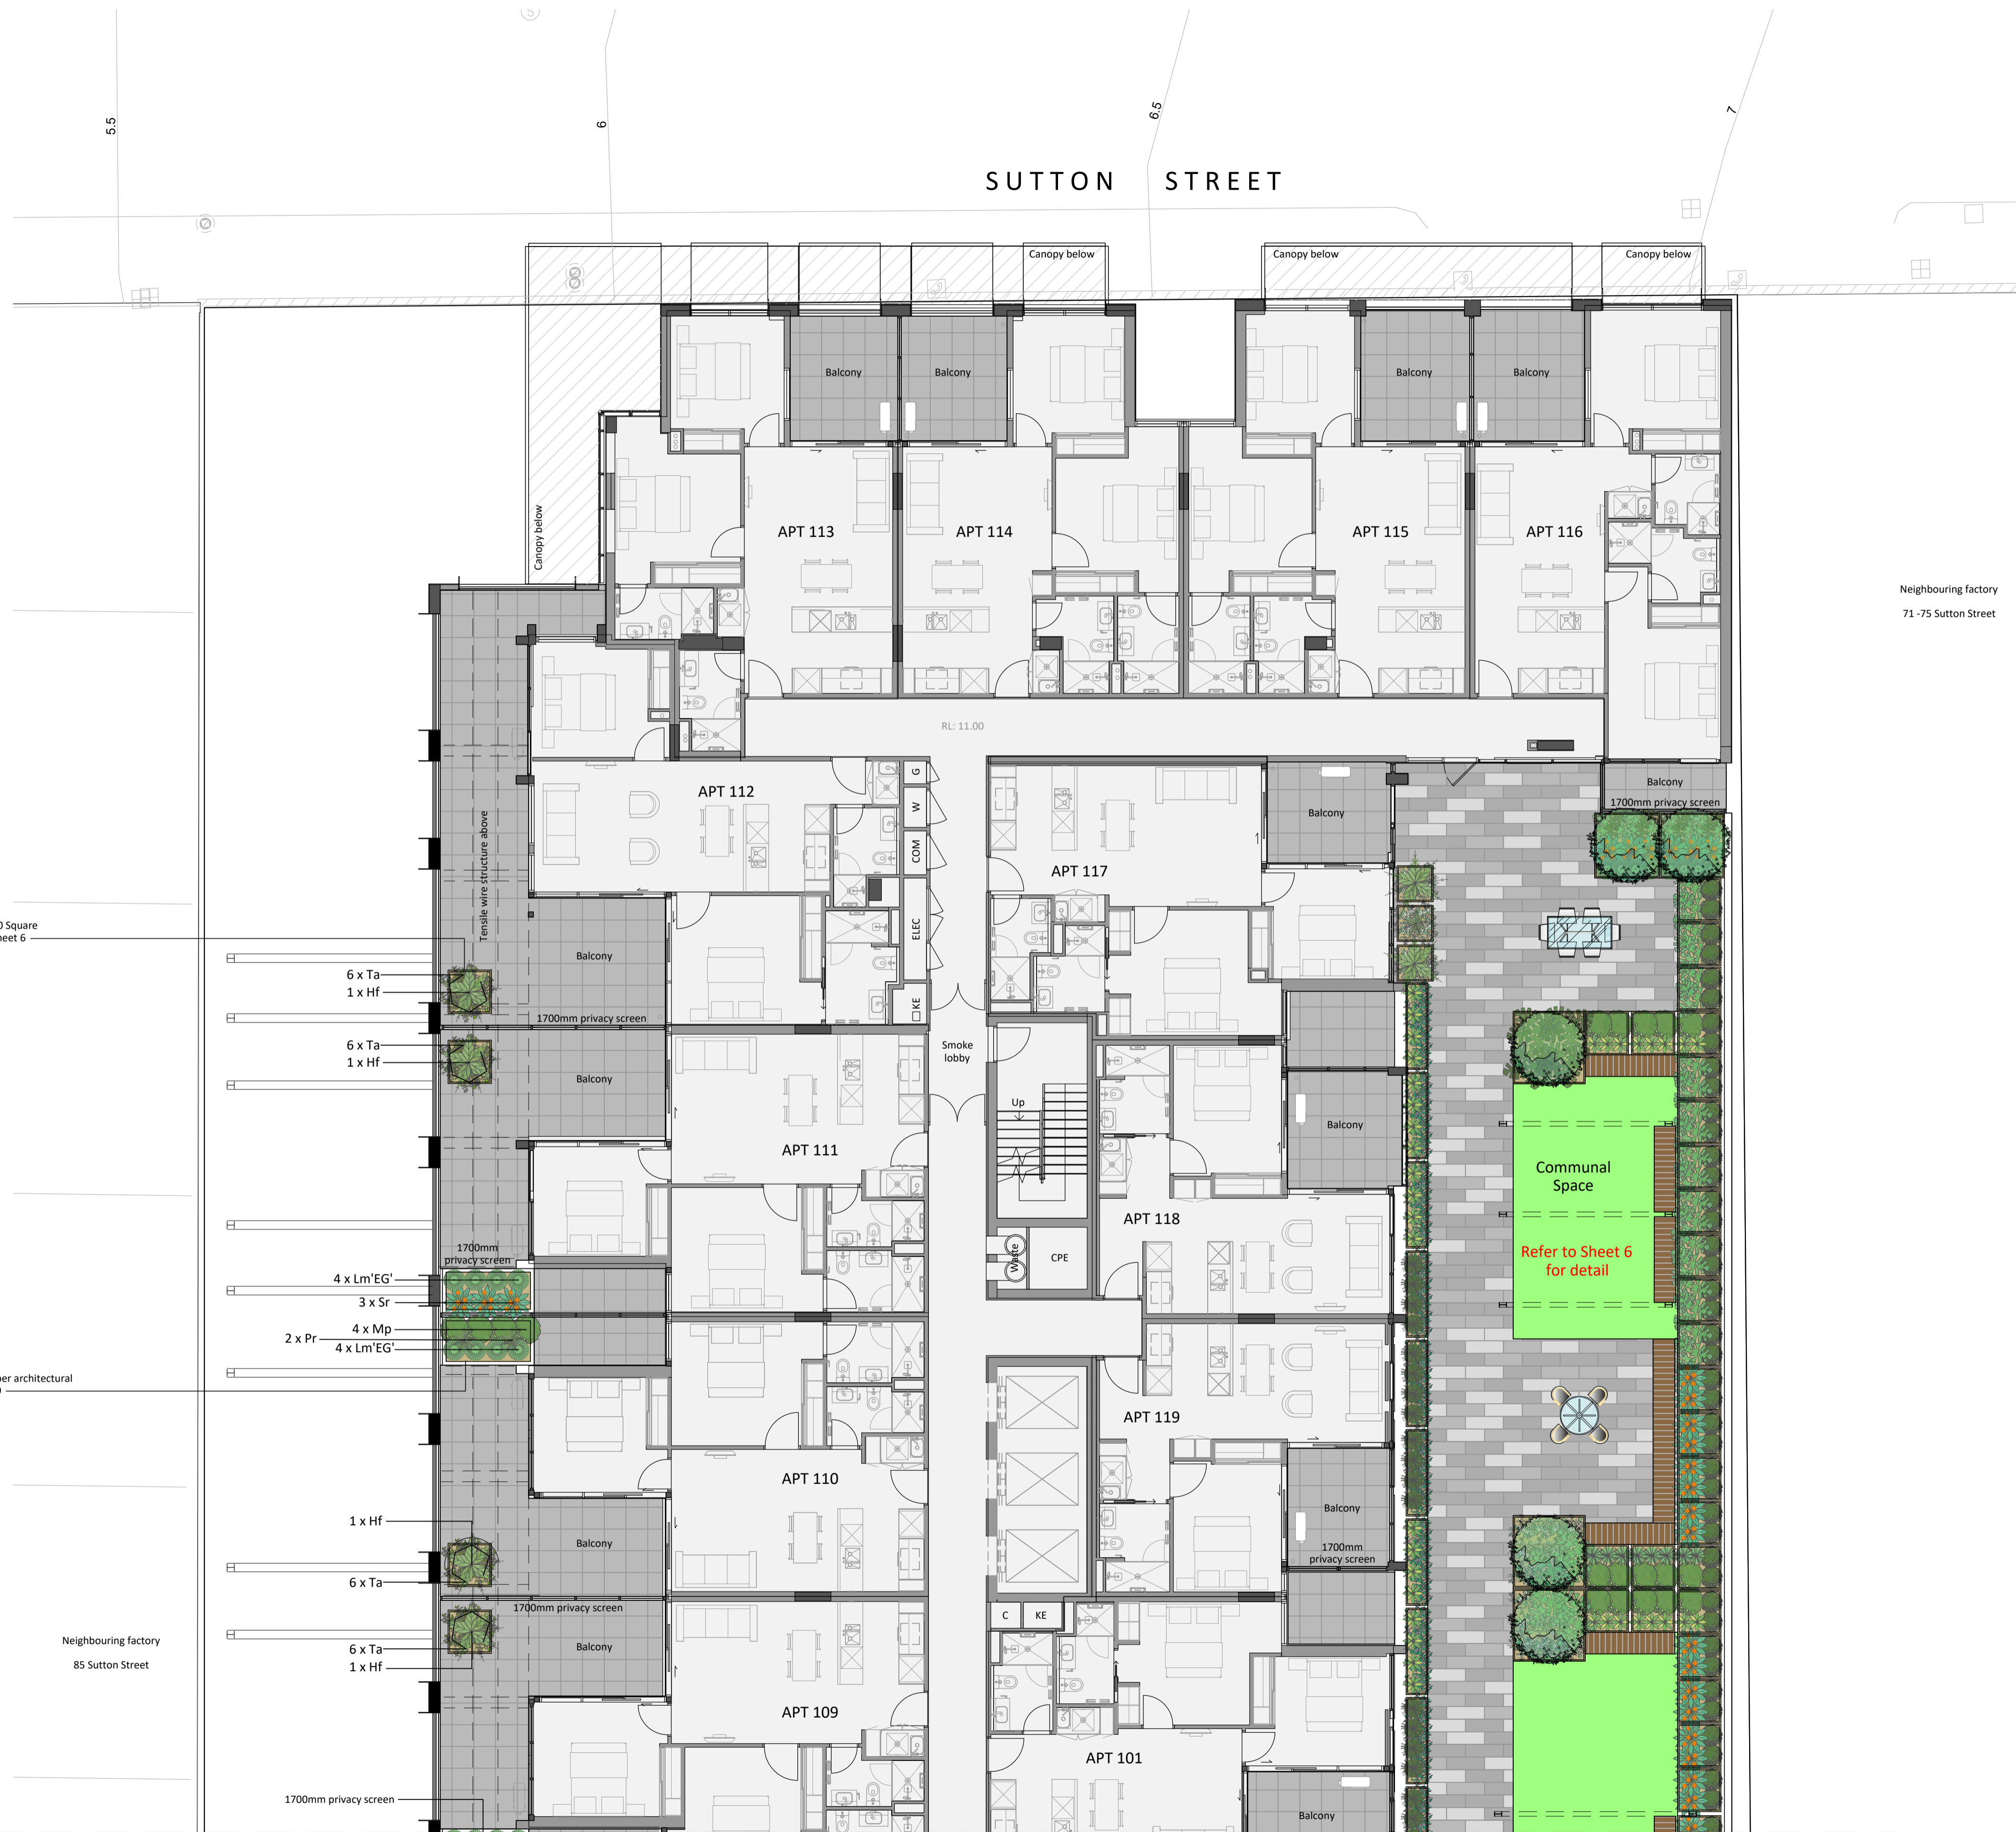 S
5.5
6
6.5
7
SUTTON STREET
Canopy below
Canopy below
Canopy below
Balcony
Balcony
Balcony
Balcony
Canopy below
APT 113
APT 114
APT 115
APT 116
Neighbouring factory
71 -75 Sutton Street
RL: 11.00
APT 112
G
W
COM
ELEC
KE
Tensile wire structure above
APT 117
Balcony
Balcony
1700mm privacy screen
0 Square
heet 6
Balcony
6 x Ta
1 x Hf
1700mm privacy screen
6 x Ta
1 x Hf
Balcony
Smoke
lobby
Up
Balcony
APT 111
Communal
Space
APT 118
1700mm
privacy screen
Waste
CPE
Refer to Sheet 6
for detail
4 x Lm'EG'
3 x Sr
4 x Mp
2 x Pr
4 x Lm'EG'
per architectural
APT 119
APT 110
Balcony
1700mm
privacy screen
1 x Hf
Balcony
6 x Ta
1700mm privacy screen
C
KE
Neighbouring factory
85 Sutton Street
6 x Ta
1 x Hf
Balcony
APT 109
APT 101
1700mm privacy screen
Balcony